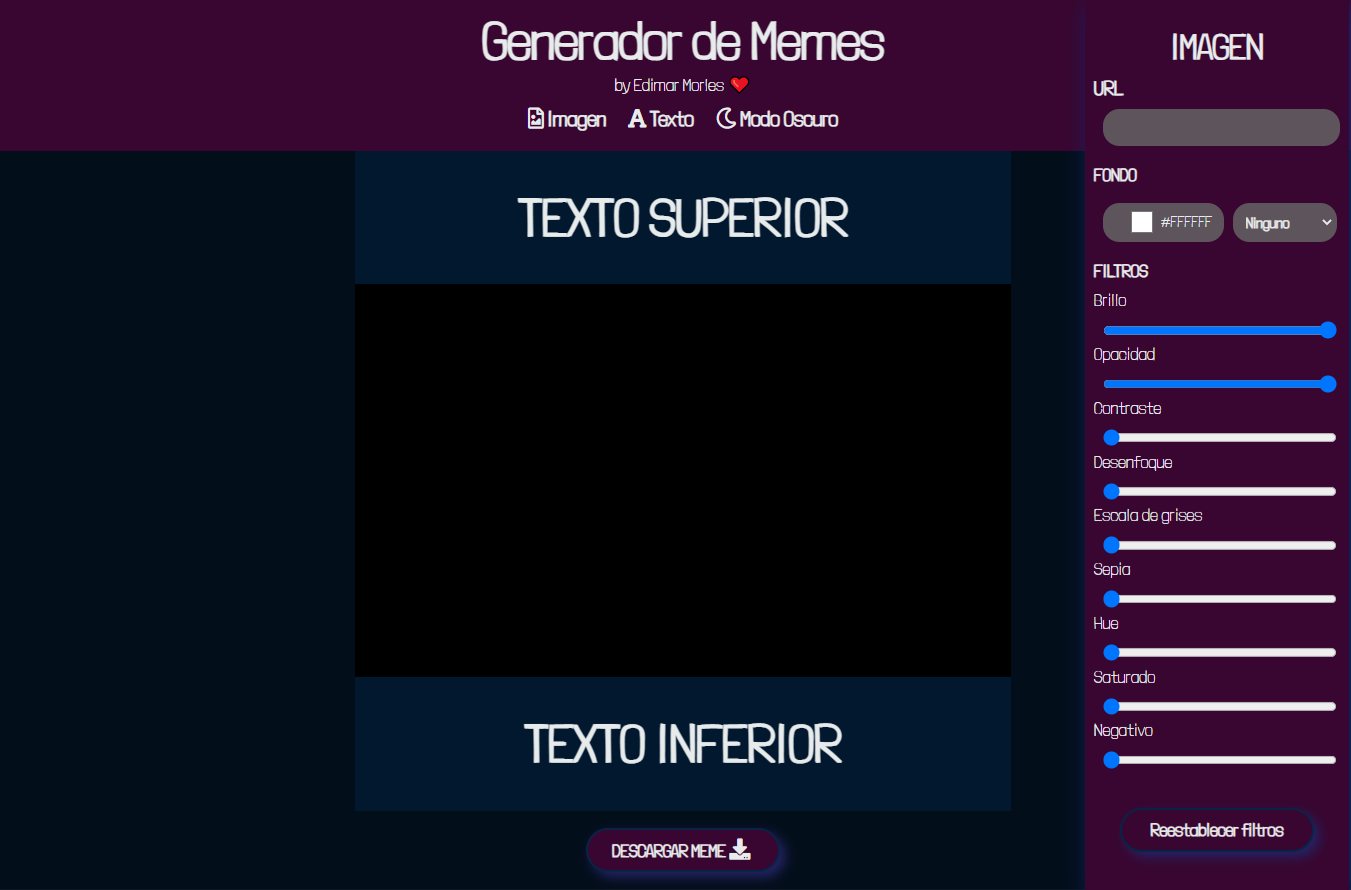 Generador de Memes
by Edimar Morles ❤️
Imagen Texto Modo Oscuro
TEXTO SUPERIOR
TEXTO INFERIOR
DESCARGAR MEME
IMAGEN
URL
FONDO
#FFFFFF Ninguno
FILTROS
Brillo
Opacidad
Contraste
Desenfoque
Escala de grises
Sepia
Hue
Saturado
Negativo
Reestablecer filtros